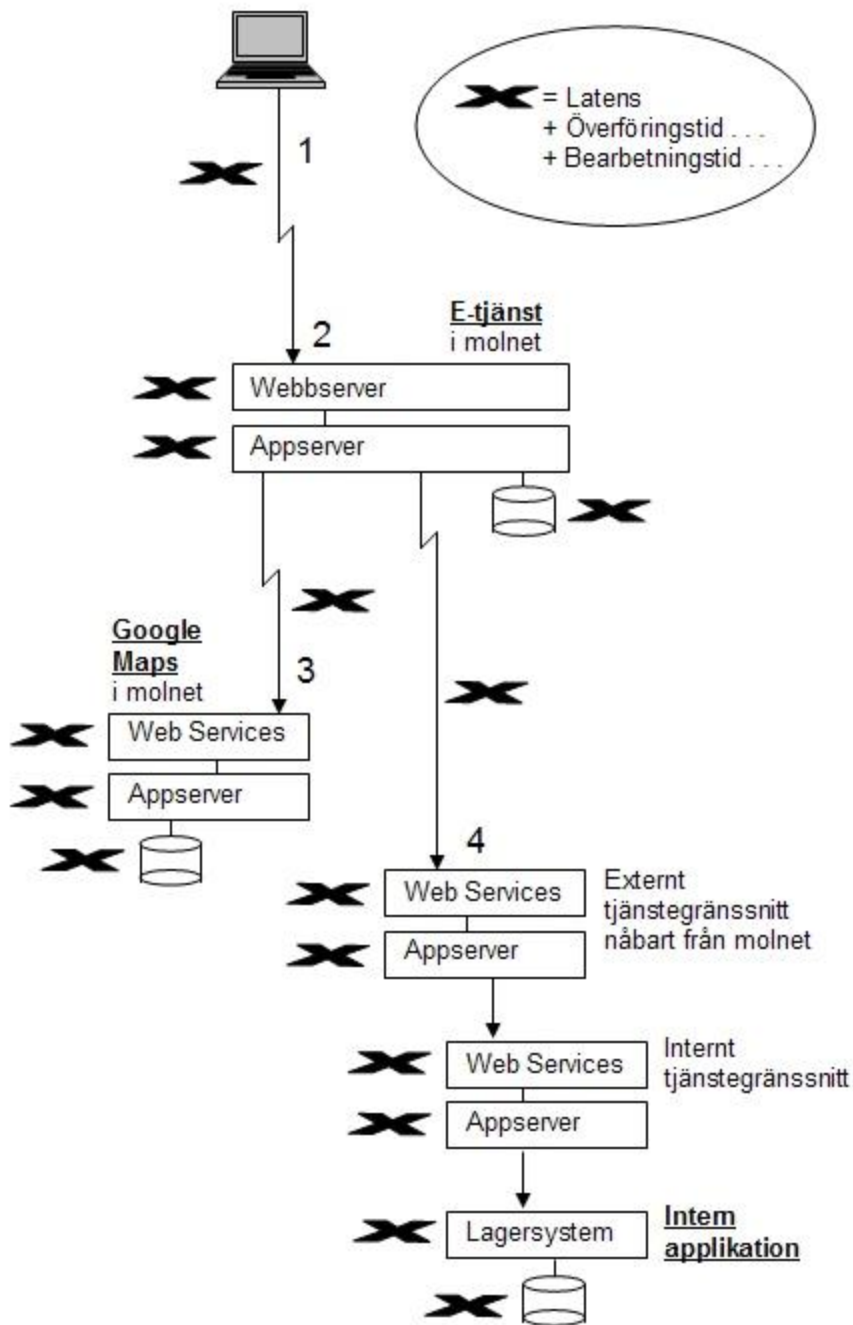 = Latens
+ Överföringstid . . .
+ Bearbetningstid . . .
1
2
E-tjänst
i molnet
Webbserver
Appserver
Google
Maps
i molnet
3
Web Services
Appserver
4
Web Services
Externt
tjänstegränssnitt
nåbart från molnet
Appserver
Web Services
Internt
tjänstegränssnitt
Appserver
Lagersystem
Intern
applikation